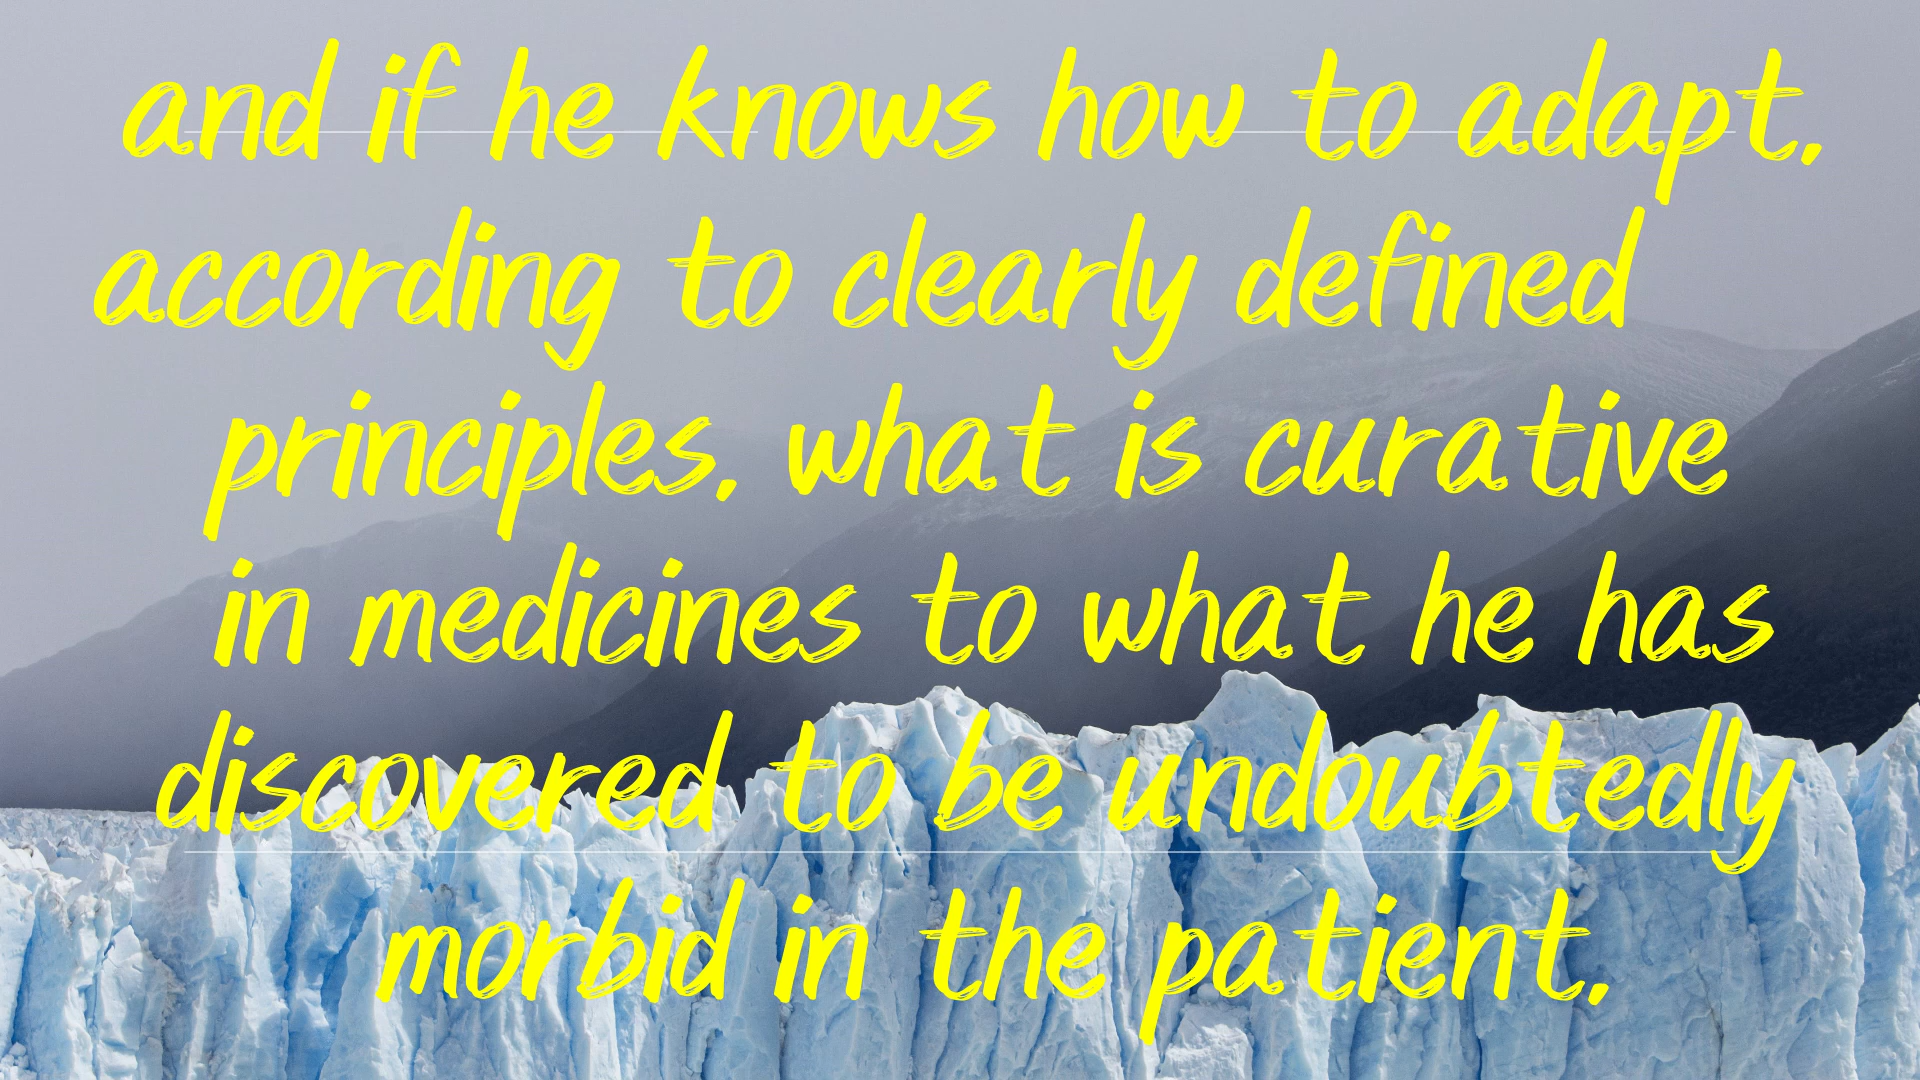 and if he knows how to adapt,
according to clearly defined
principles, what is curative
in medicines to what he has
discovered to be undoubtedly
morbid in the patient,